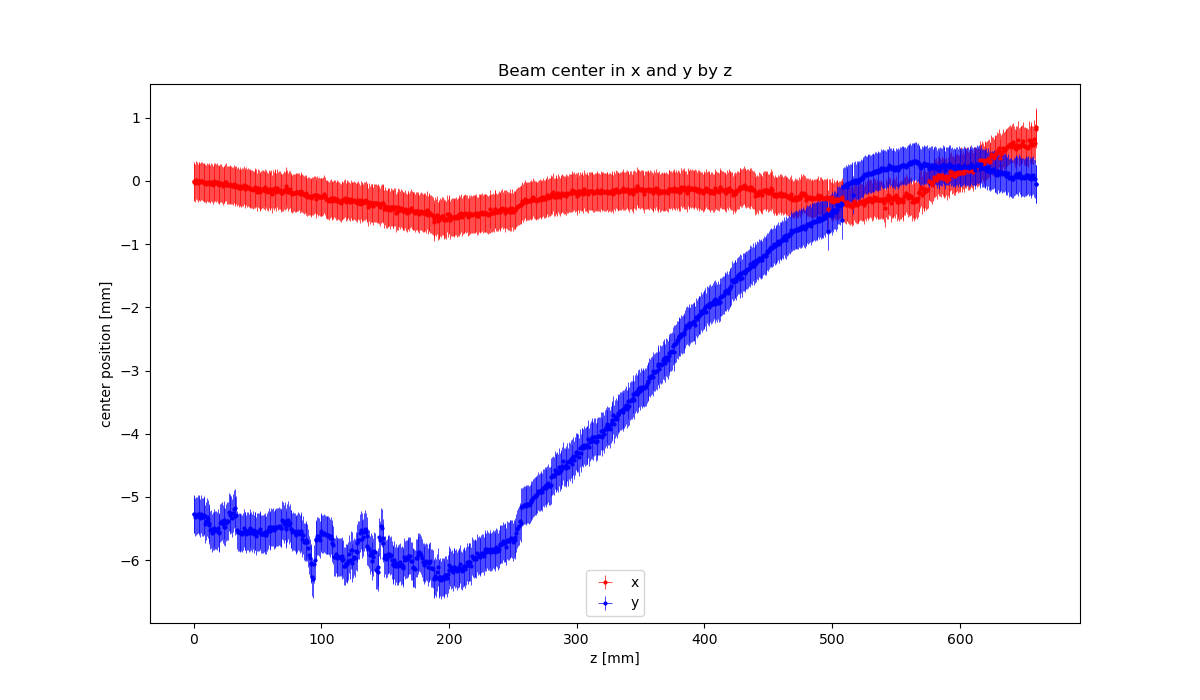 Beam center in x and y by z
center position [mm]
1
0
−1
−2
−3
−4
−5
−6
0 100 200 300 400 500 600
z [mm]
x
y